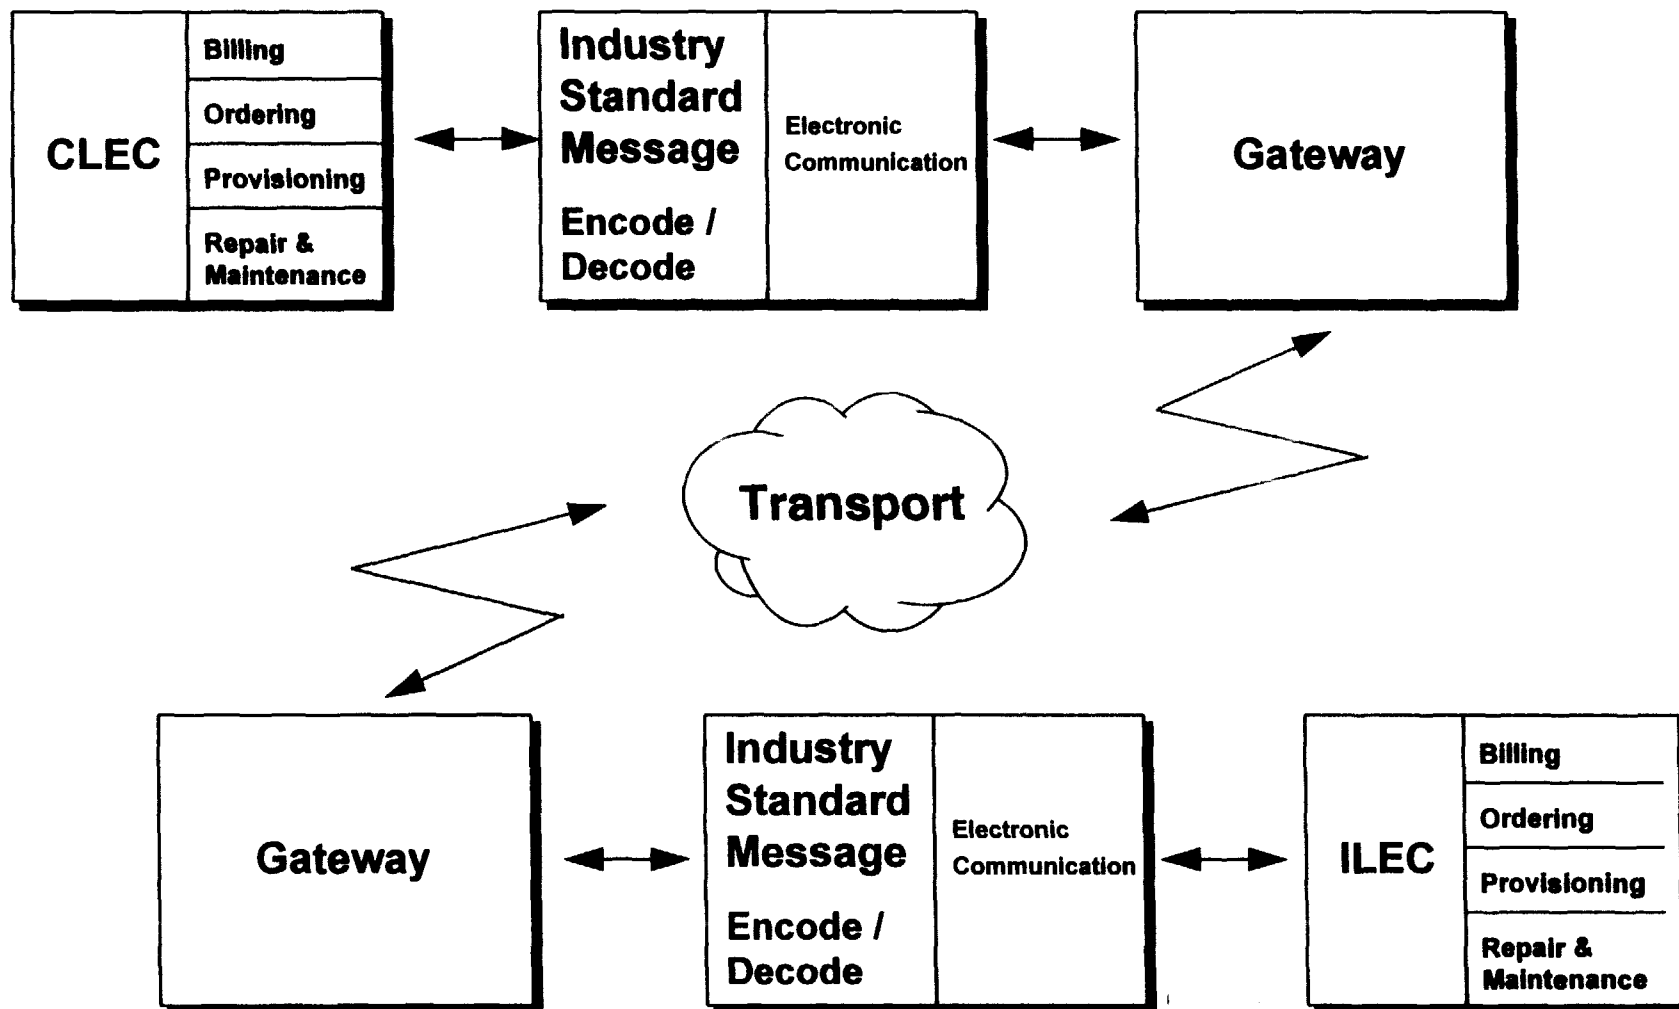 CLEC
Billing
Ordering
Provisioning
Repair &
Maintenance
Industry
Standard
Message
Encode /
Decode
Electronic
Communication
Gateway
Transport
Gateway
Industry
Standard
Message
Encode /
Decode
Electronic
Communication
ILEC
Billing
Ordering
Provisioning
Repair &
Maintenance